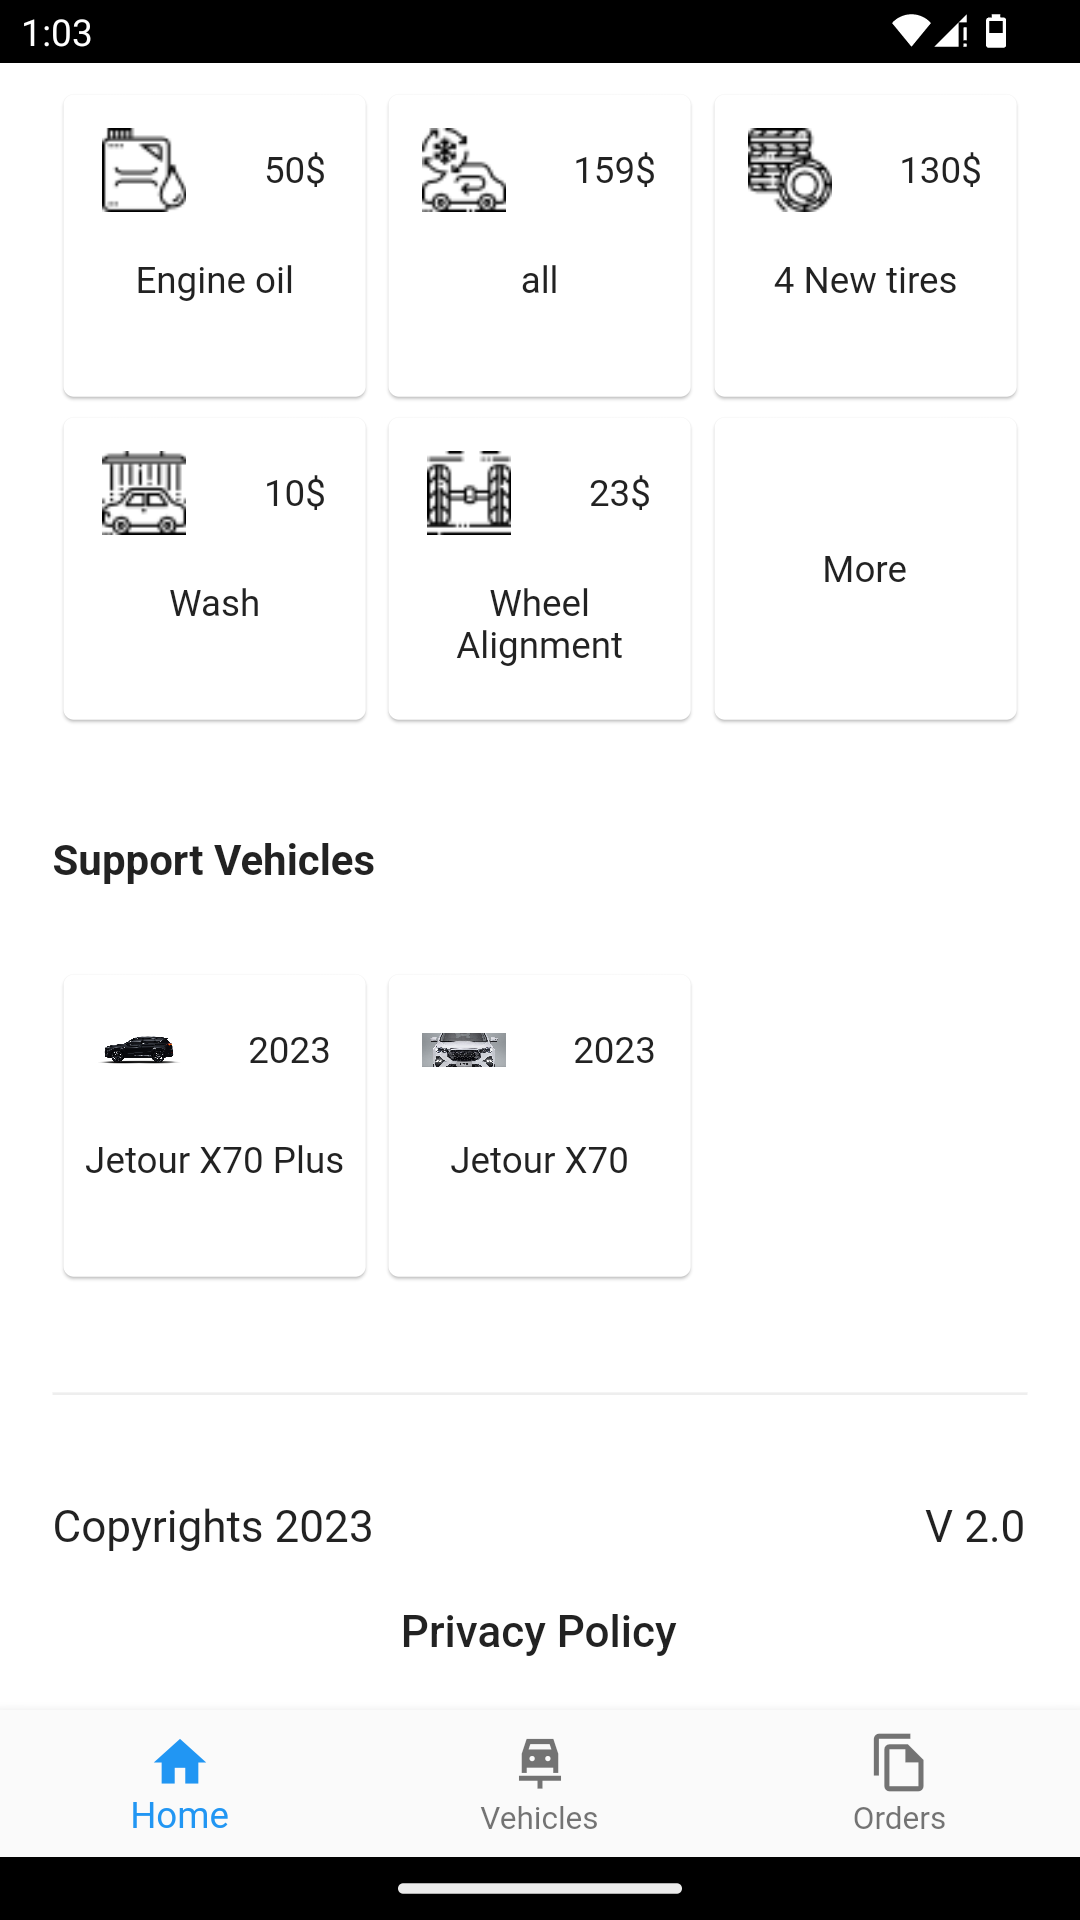 1:03
50$
159$
130$
Engine oil
all
4 New tires
10$
23$
More
Wash
Wheel
Alignment
Support Vehicles
2023
2023
Jetour X70 Plus
Jetour X70
Copyrights 2023
V 2.0
Privacy Policy
Home
Vehicles
Orders